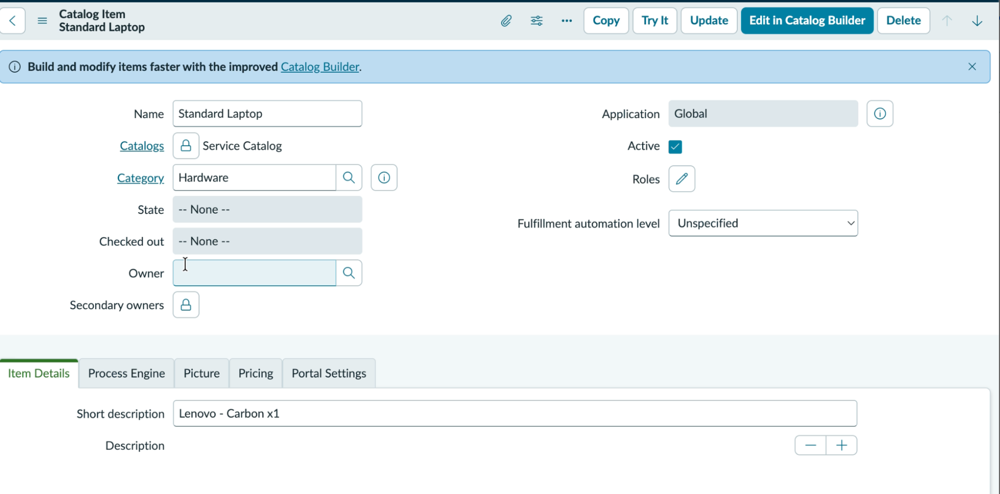 Catalog Item
Standard Laptop
Copy
Try It
Update
Edit in Catalog Builder
Delete
Build and modify items faster with the improved Catalog Builder.
Name
Standard Laptop
Catalogs
Service Catalog
Category
Hardware
State
-- None --
Checked out
-- None --
Owner
Secondary owners
Application
Global
Active
Roles
Fulfillment automation level
Unspecified
Item Details
Process Engine
Picture
Pricing
Portal Settings
Short description
Lenovo - Carbon x1
Description